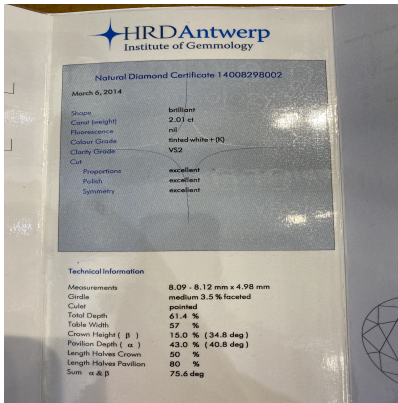 HRDAntwerp
Institute of Gemmology
Natural Diamond Certificate 14008298002
March 6, 2014
Shape brilliant
Carat (weight) 2.01 ct
Fluorescence nil
Colour Grade tinted white+(K)
Clarity Grade VS2
Cut
Proportions excellent
Polish excellent
Symmetry excellent
Technical Information
Measurements 8.09 - 8.12 mm x 4.98 mm
Girdle medium 3.5 % faceted
Culet pointed
Total Depth 61.4 %
Table Width 57 %
Crown Height ( β ) 15.0 % (34.8 deg)
Pavilion Depth ( α ) 43.0 % (40.8 deg)
Length Halves Crown 50 %
Length Halves Pavilion 80 %
Sum α & β 75.6 deg